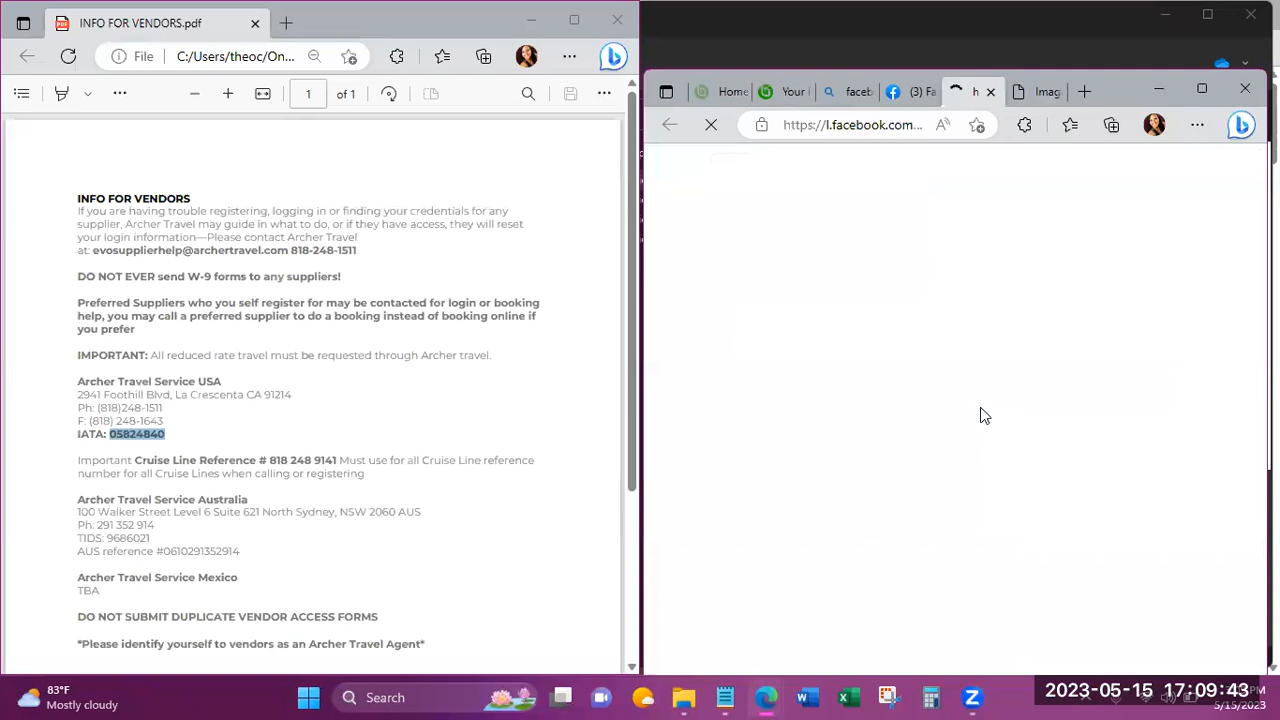 INFO FOR VENDORS.pdf
File C:/Users/theoc/On...
1 of 1
INFO FOR VENDORS
If you are having trouble registering, logging in or finding your credentials for any
supplier, Archer Travel may guide in what to do, or if they have access, they will reset
your login information—Please contact Archer Travel
at: evosupplierhelp@archertravel.com 818-248-1511
DO NOT EVER send W-9 forms to any suppliers!
Preferred Suppliers who you self register for may be contacted for login or booking
help, you may call a preferred supplier to do a booking instead of booking online if
you prefer
IMPORTANT: All reduced rate travel must be requested through Archer travel.
Archer Travel Service USA
2941 Foothill Blvd, La Crescenta CA 91214
Ph: (818)248-1511
F: (818) 248-1643
IATA: 05824840
Important Cruise Line Reference # 818 248 9141 Must use for all Cruise Line reference
number for all Cruise Lines when calling or registering
Archer Travel Service Australia
100 Walker Street Level 6 Suite 621 North Sydney, NSW 2060 AUS
Ph: 291 352 914
TIDS: 9686021
AUS reference #0610291352914
Archer Travel Service Mexico
TBA
DO NOT SUBMIT DUPLICATE VENDOR ACCESS FORMS
*Please identify yourself to vendors as an Archer Travel Agent*
Home Your faceb (3) Fa h Imag
https://l.facebook.com...
83°F
Mostly cloudy
Search
2023-05-15 17:09:43
5/15/2023